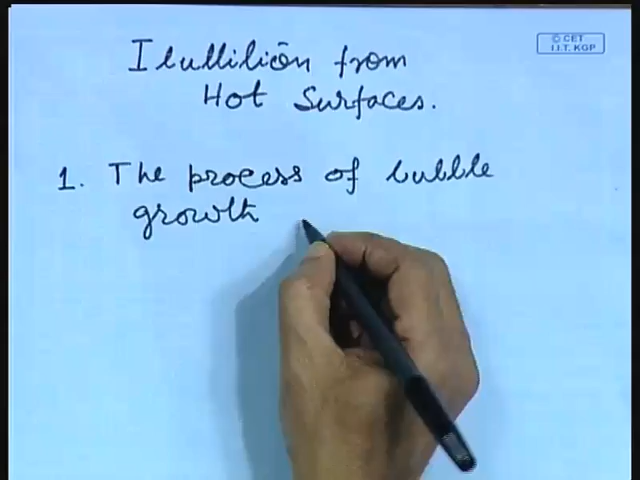 Ebullition from
Hot Surfaces.
1. The process of bubble
growth
© CET
I.I.T. KGP